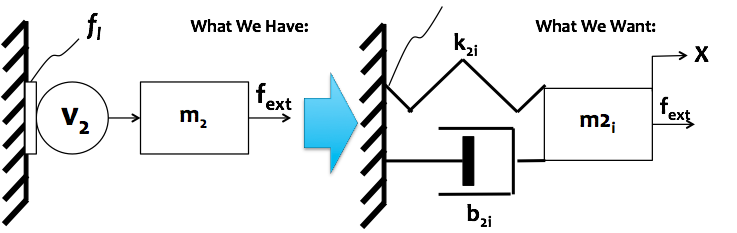 What We Have:
f_l
V_2
m_2
f_ext
What We Want:
k_2i
X
m2_i
f_ext
b_2i